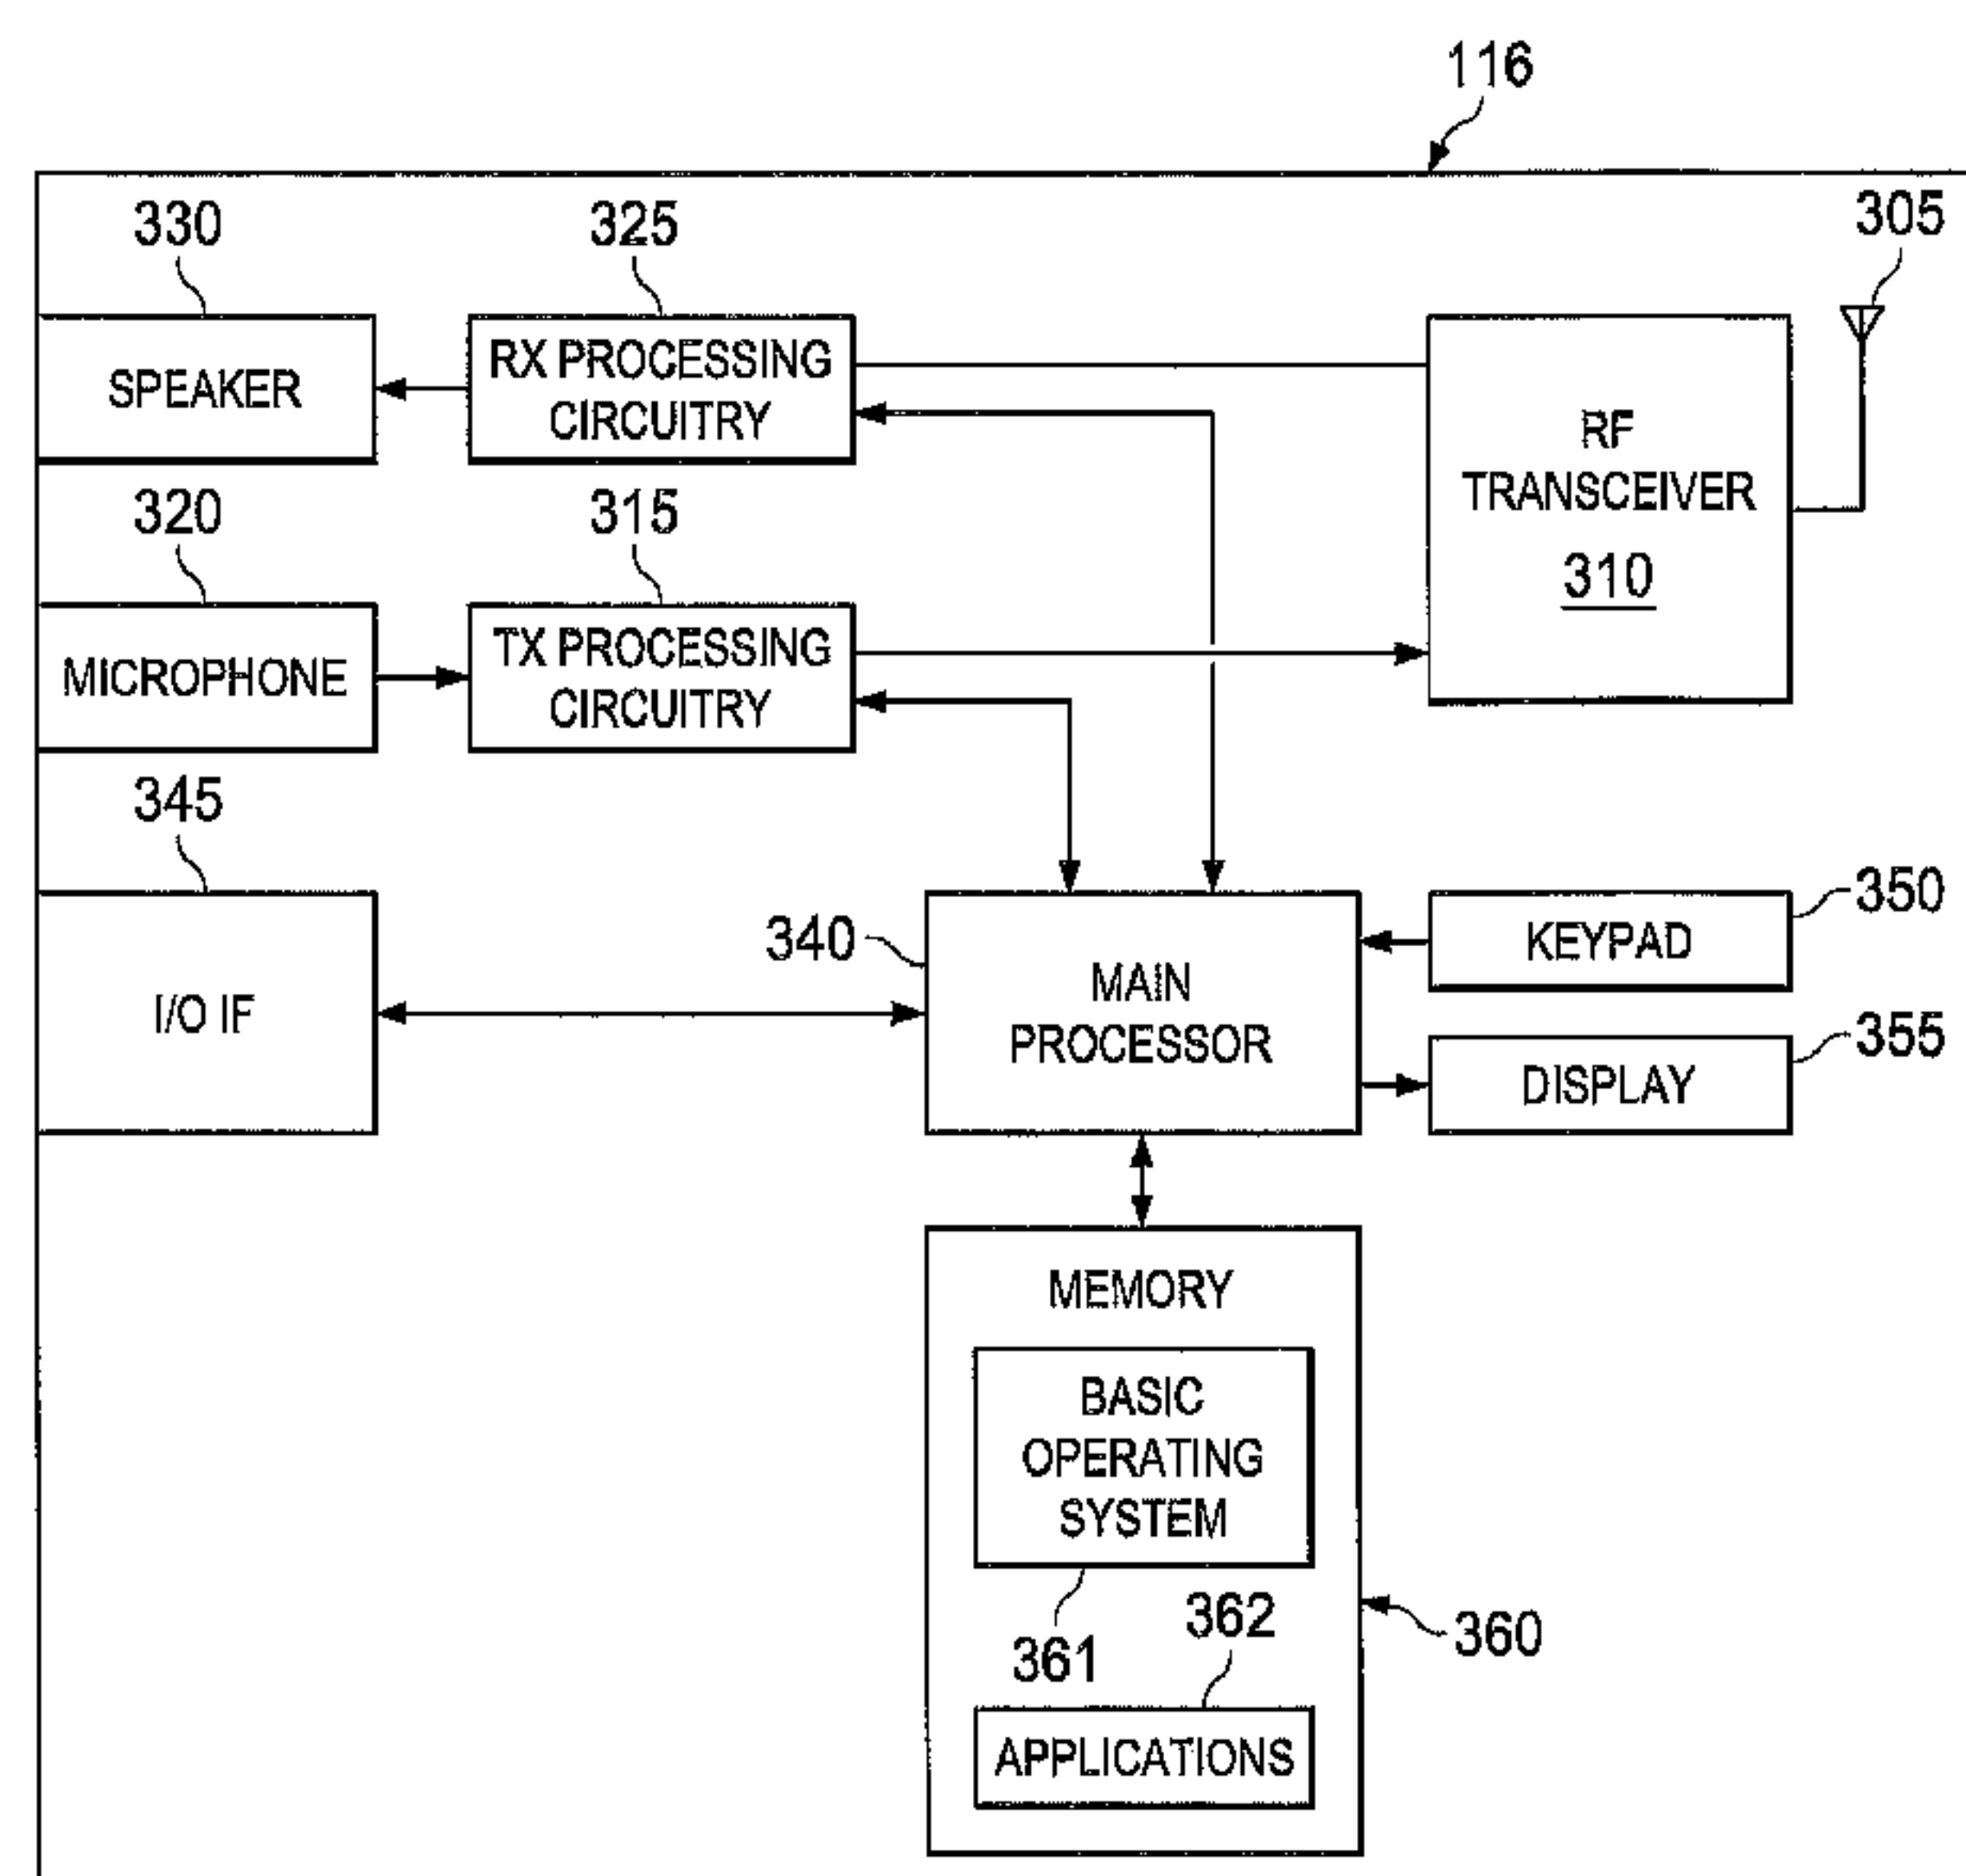 116
305
330
325
SPEAKER
RX PROCESSING
CIRCUITRY
RF
TRANSCEIVER
310
320
315
MICROPHONE
TX PROCESSING
CIRCUITRY
345
I/O IF
340
MAIN
PROCESSOR
350
KEYPAD
355
DISPLAY
MEMORY
BASIC
OPERATING
SYSTEM
361
362
360
APPLICATIONS